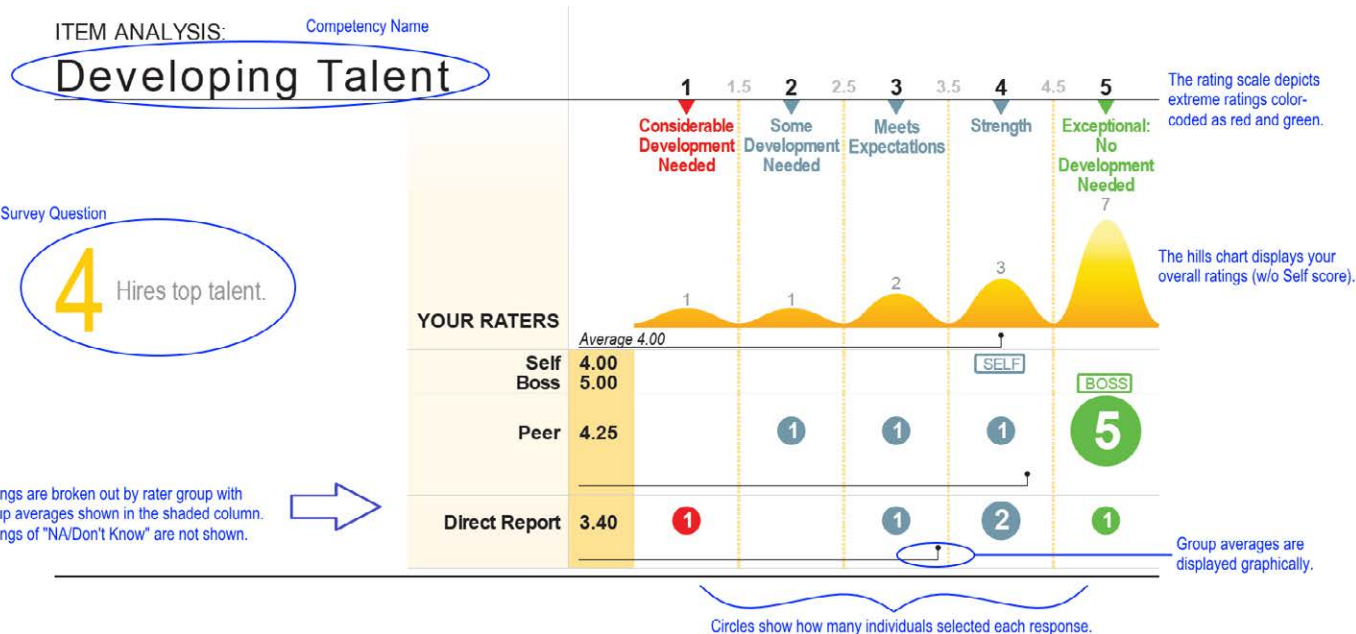 ITEM ANALYSIS:
Competency Name
Developing Talent
1 1.5 2 2.5 3 3.5 4 4.5 5
Considerable
Development
Needed
Some
Development
Needed
Meets
Expectations
Strength
Exceptional:
No
Development
Needed
The rating scale depicts
extreme ratings color-
coded as red and green.
Survey Question
4 Hires top talent.
1 1 2 3 7
The hills chart displays your
overall ratings (w/o Self score).
YOUR RATERS
Average 4.00
Self 4.00 SELF
Boss 5.00 BOSS
Peer 4.25 1 1 1 5
ngs are broken out by rater group with
up averages shown in the shaded column.
ngs of "NA/Don't Know" are not shown.
Direct Report 3.40 1 1 2 1
Group averages are
displayed graphically.
Circles show how many individuals selected each response.